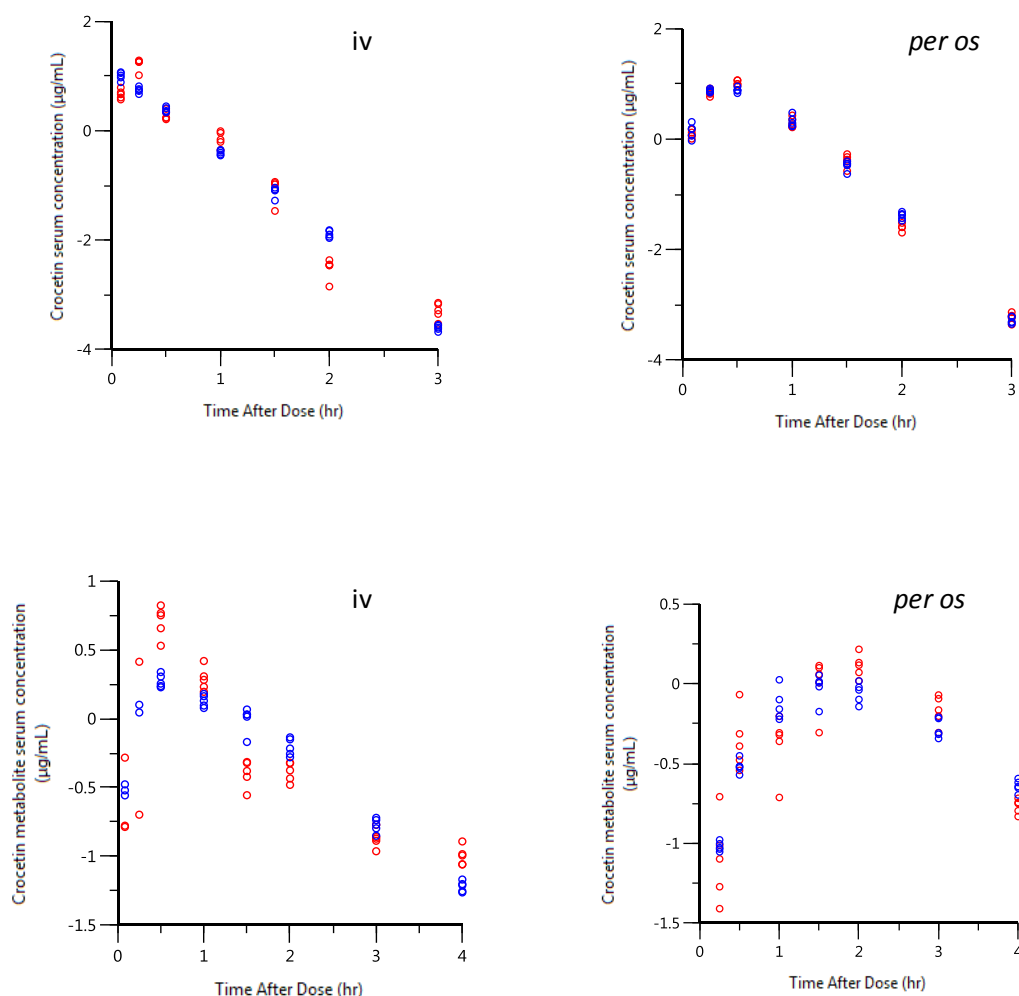 iv
Crocetin serum concentration (µg/mL)
2
0
-2
-4
0 1 2 3
Time After Dose (hr)
per os
Crocetin serum concentration (µg/mL)
2
0
-2
-4
0 1 2 3
Time After Dose (hr)
iv
Crocetin metabolite serum concentration
(µg/mL)
1
0.5
0
-0.5
-1
-1.5
0 1 2 3 4
Time After Dose (hr)
per os
Crocetin metabolite serum concentration
(µg/mL)
0.5
0
-0.5
-1
-1.5
0 1 2 3 4
Time After Dose (hr)